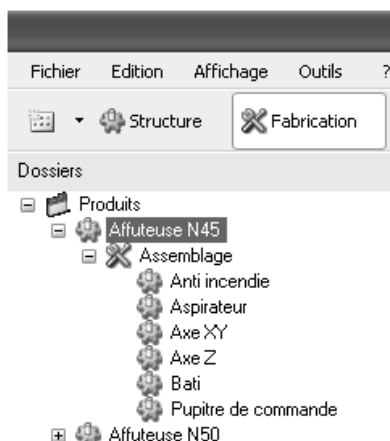 Fichier Edition Affichage Outils ?
Structure Fabrication
Dossiers
Produits
Affuteuse N45
Assemblage
Anti incendie
Aspirateur
Axe XY
Axe Z
Bati
Pupitre de commande
Affuteuse N50